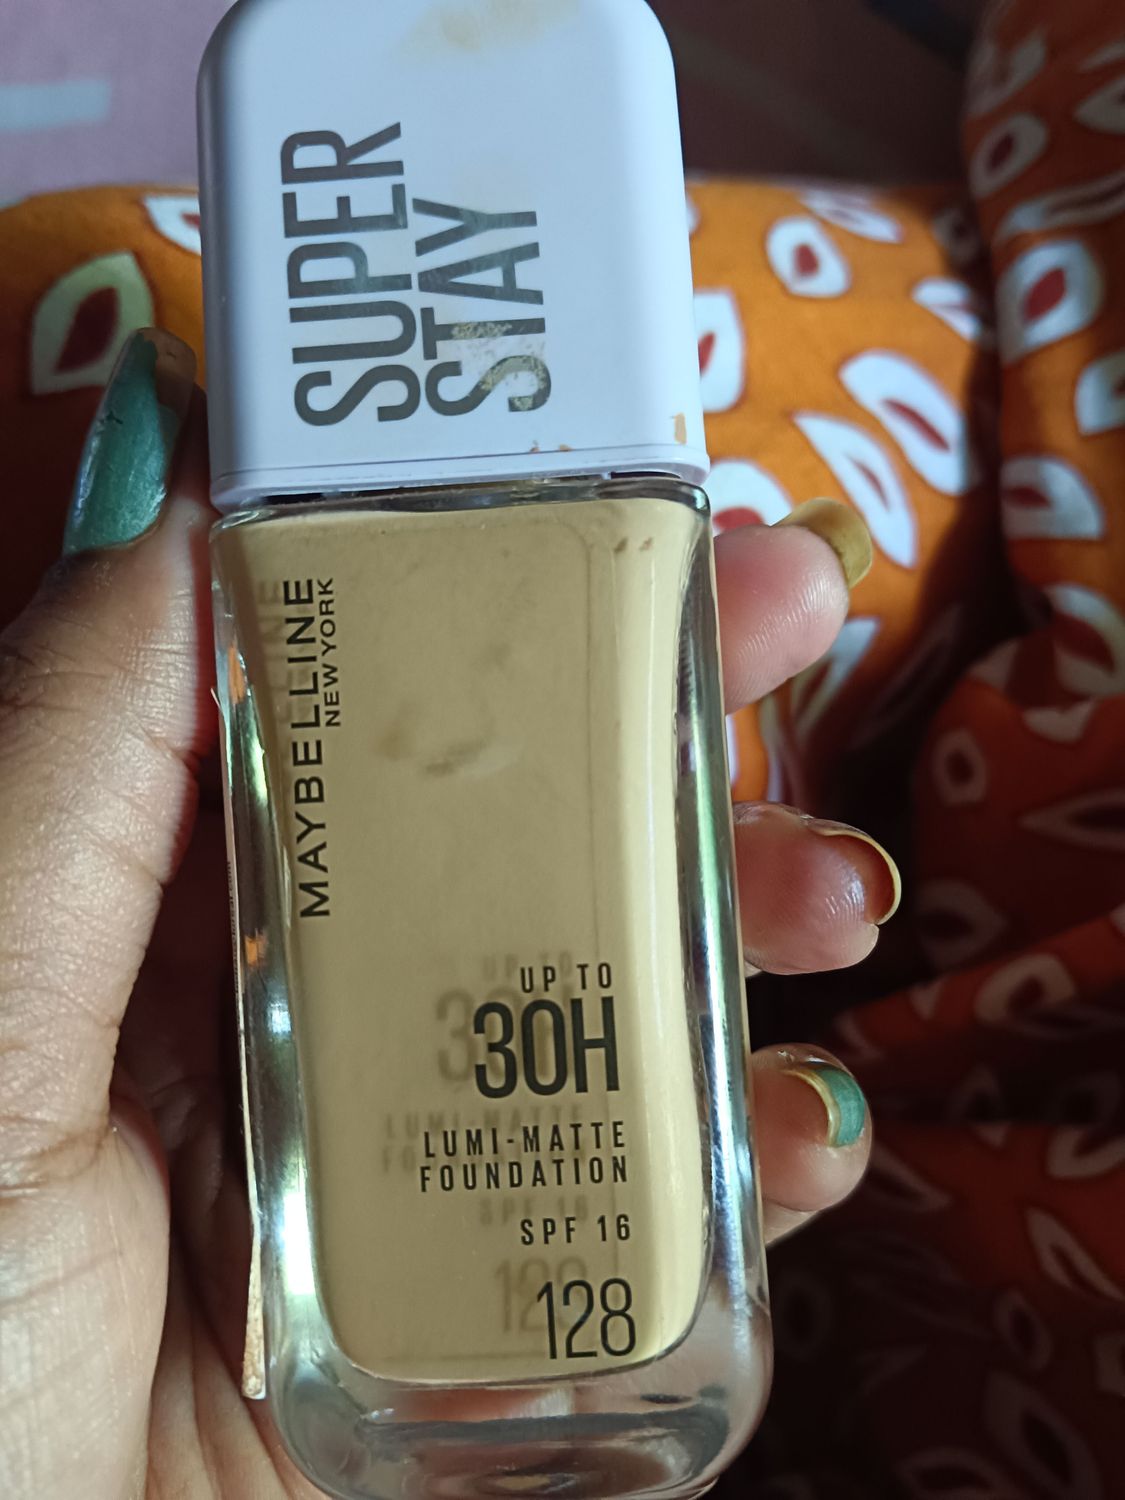 SUPER
STAY
MAYBELLINE
NEW YORK
UP TO
30H
LUMI-MATTE
FOUNDATION
SPF 16
128